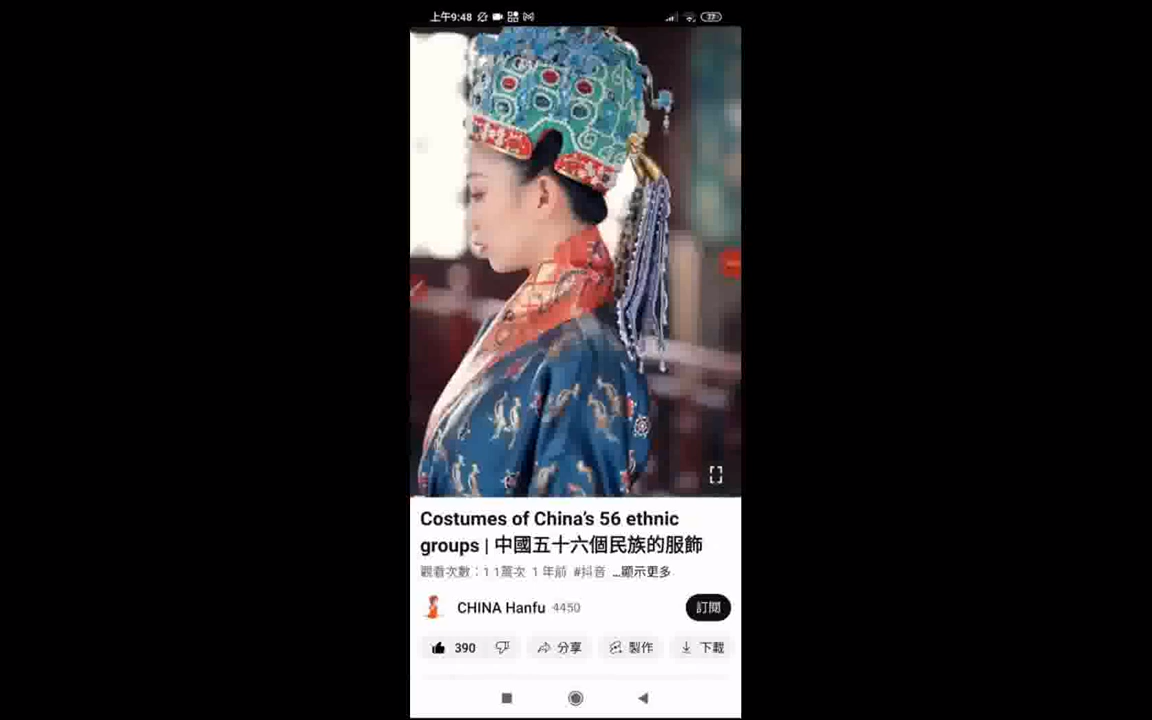 上午9:48
77
Costumes of China's 56 ethnic
groups | 中國五十六個民族的服飾
觀看次數：1.1萬次 1 年前 #抖音 ...顯示更多
CHINA Hanfu 4450
訂閱
390 分享 製作 下載